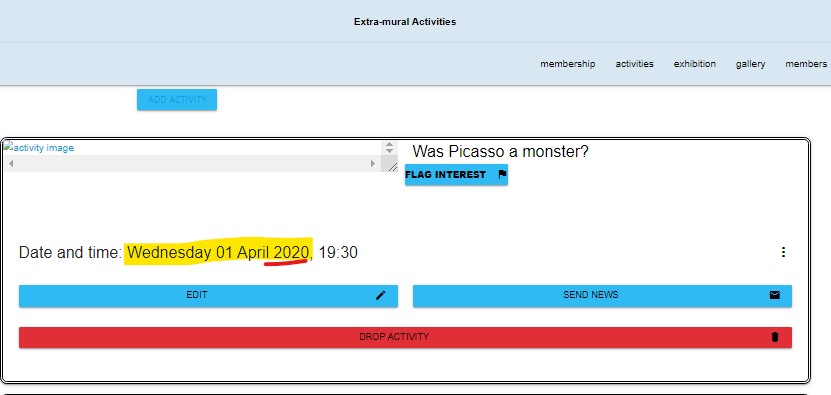 Extra-mural Activities
membership activities exhibition gallery members
ADD ACTIVITY
activity image
Was Picasso a monster?
FLAG INTEREST
Date and time: Wednesday 01 April 2020, 19:30
EDIT
SEND NEWS
DROP ACTIVITY